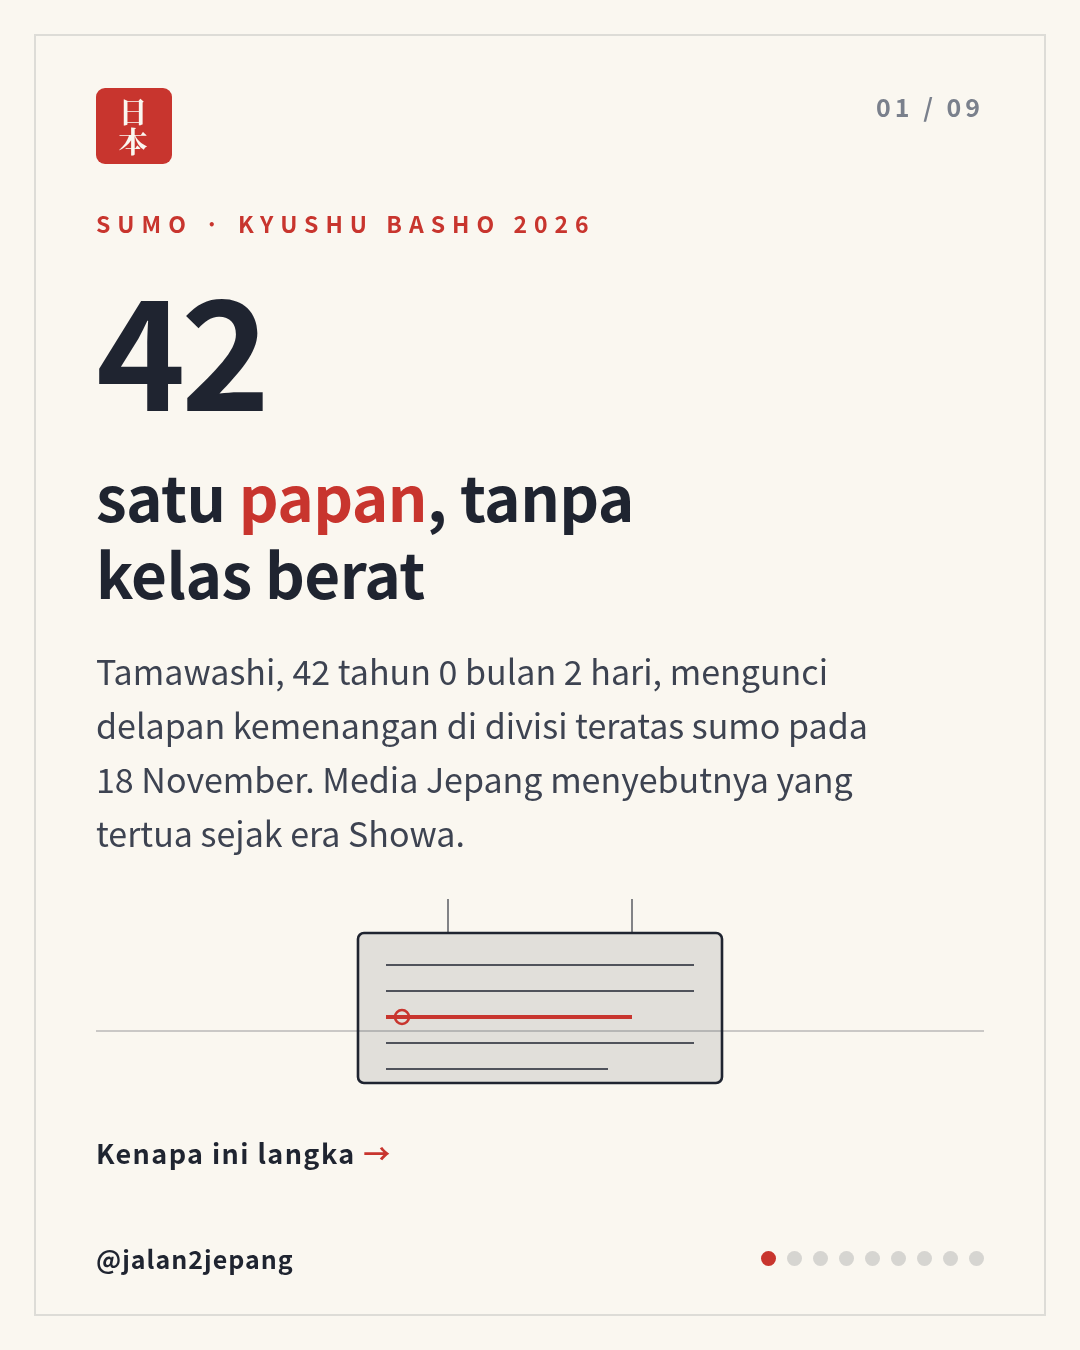 日
本
01 / 09
SUMO · KYUSHU BASHO 2026
42
satu papan, tanpa
kelas berat
Tamawashi, 42 tahun 0 bulan 2 hari, mengunci
delapan kemenangan di divisi teratas sumo pada
18 November. Media Jepang menyebutnya yang
tertua sejak era Showa.
Kenapa ini langka →
@jalan2jepang